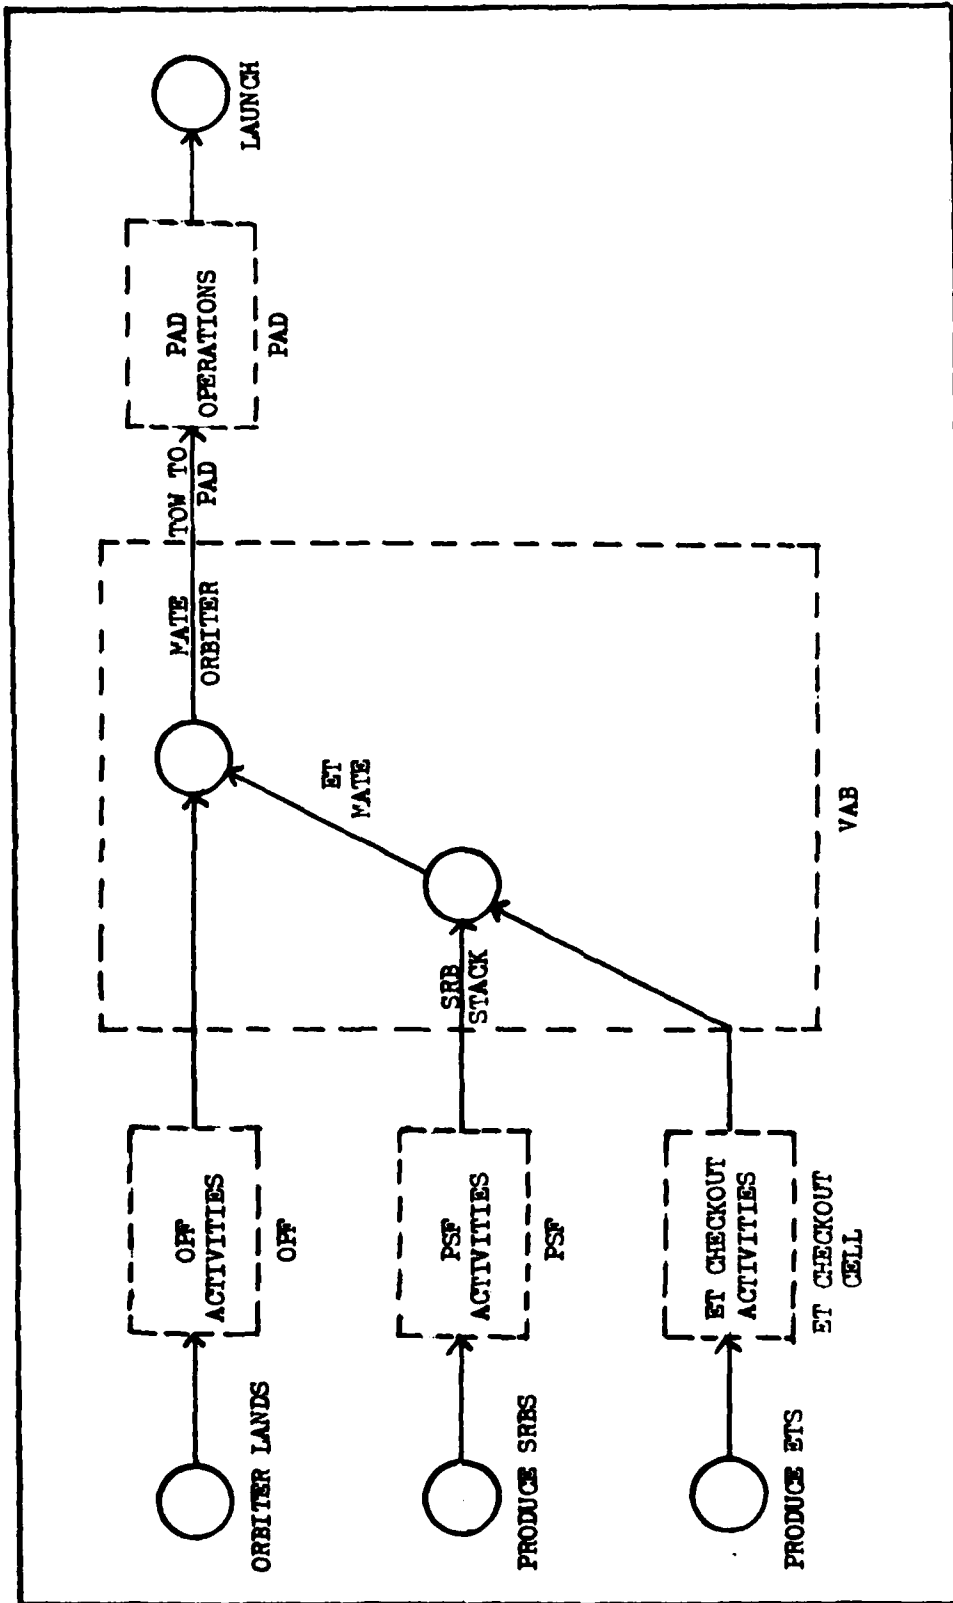 ORBITER LANDS
OPF
ACTIVITIES
OPF
PRODUCE SRBS
PSF
ACTIVITIES
PSF
PRODUCE ETS
ET CHECKOUT
ACTIVITIES
ET CHECKOUT
CELL
SRB
STACK
ET
MATE
MATE
ORBITER
VAB
TOW TO
PAD
PAD
OPERATIONS
PAD
LAUNCH